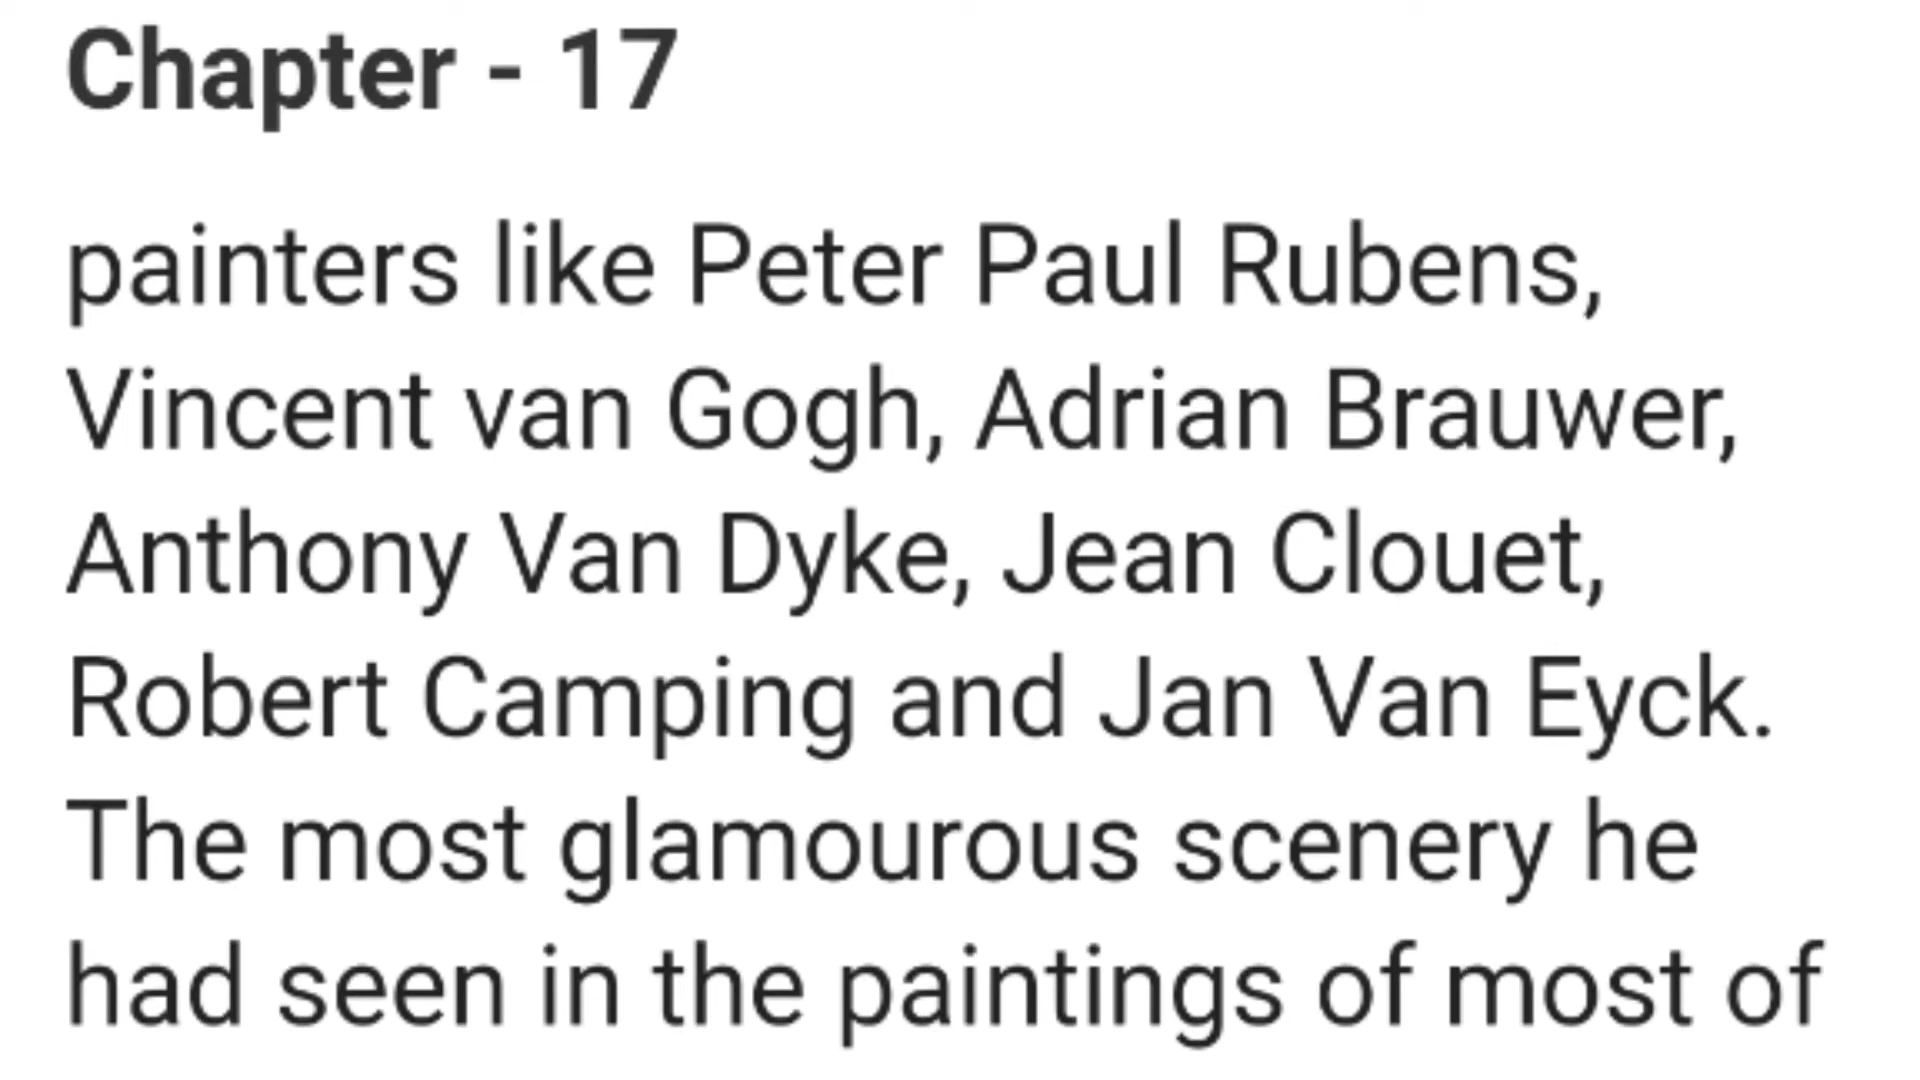 Chapter - 17
painters like Peter Paul Rubens,
Vincent van Gogh, Adrian Brauwer,
Anthony Van Dyke, Jean Clouet,
Robert Camping and Jan Van Eyck.
The most glamourous scenery he
had seen in the paintings of most of